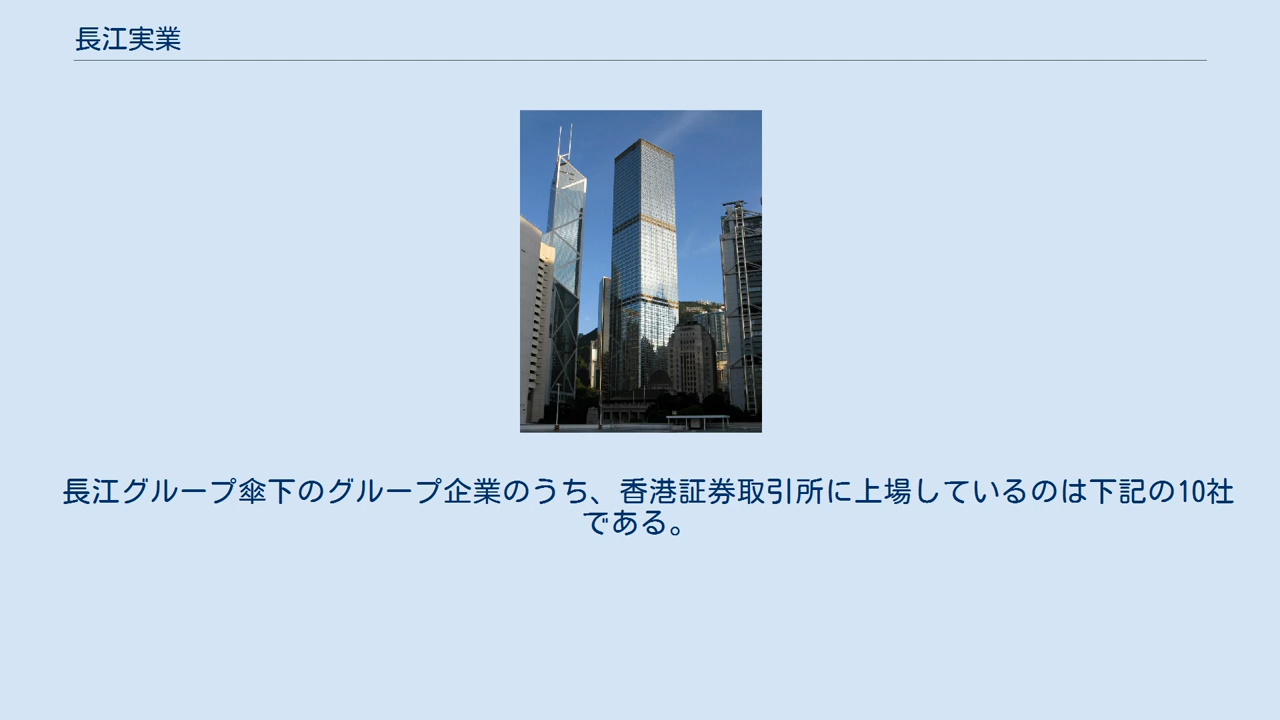 長江実業
長江グループ傘下のグループ企業のうち、香港証券取引所に上場しているのは下記の10社
である。